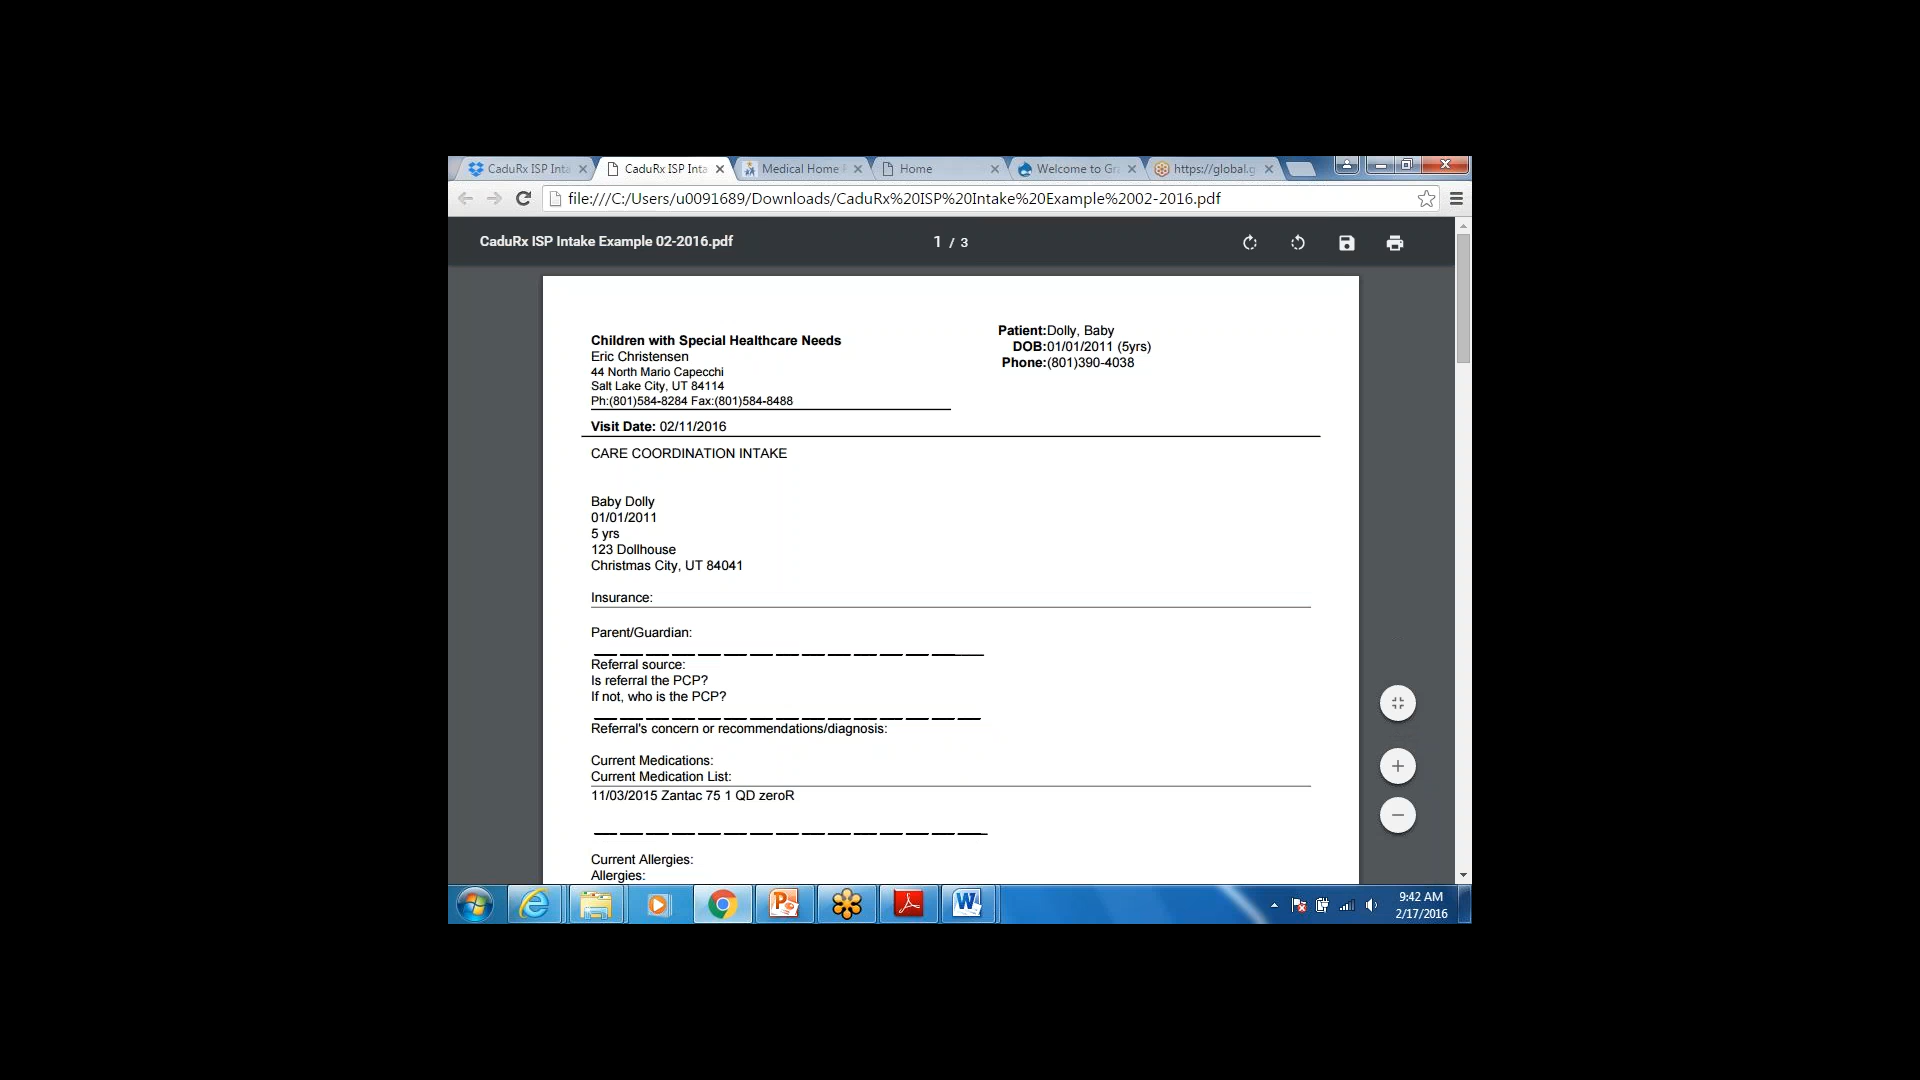 CaduRx ISP Inta
CaduRx ISP Inta
Medical Home
Home
Welcome to Gra
https://global.g
file:///C:/Users/u0091689/Downloads/CaduRx%20ISP%20Intake%20Example%2002-2016.pdf
CaduRx ISP Intake Example 02-2016.pdf
1 / 3
Children with Special Healthcare Needs
Eric Christensen
44 North Mario Capecchi
Salt Lake City, UT 84114
Ph:(801)584-8284 Fax:(801)584-8488
Patient:Dolly, Baby
DOB:01/01/2011 (5yrs)
Phone:(801)390-4038
Visit Date: 02/11/2016
CARE COORDINATION INTAKE
Baby Dolly
01/01/2011
5 yrs
123 Dollhouse
Christmas City, UT 84041
Insurance:
Parent/Guardian:
Referral source:
Is referral the PCP?
If not, who is the PCP?
Referral's concern or recommendations/diagnosis:
Current Medications:
Current Medication List:
11/03/2015 Zantac 75 1 QD zeroR
Current Allergies:
Allergies:
9:42 AM
2/17/2016